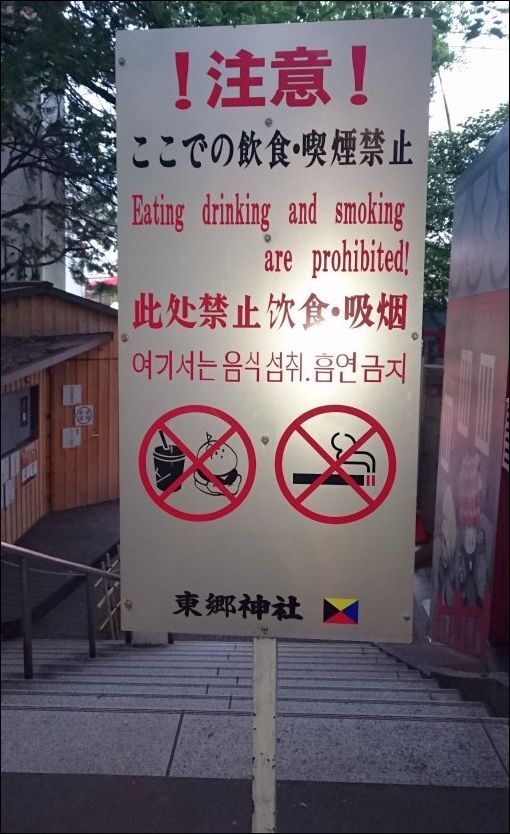 ！注意！
ここでの飲食・喫煙禁止
Eating drinking and smoking
are prohibited!
此处禁止饮食・吸烟
여기서는 음식 섭취.흡연 금지
東郷神社